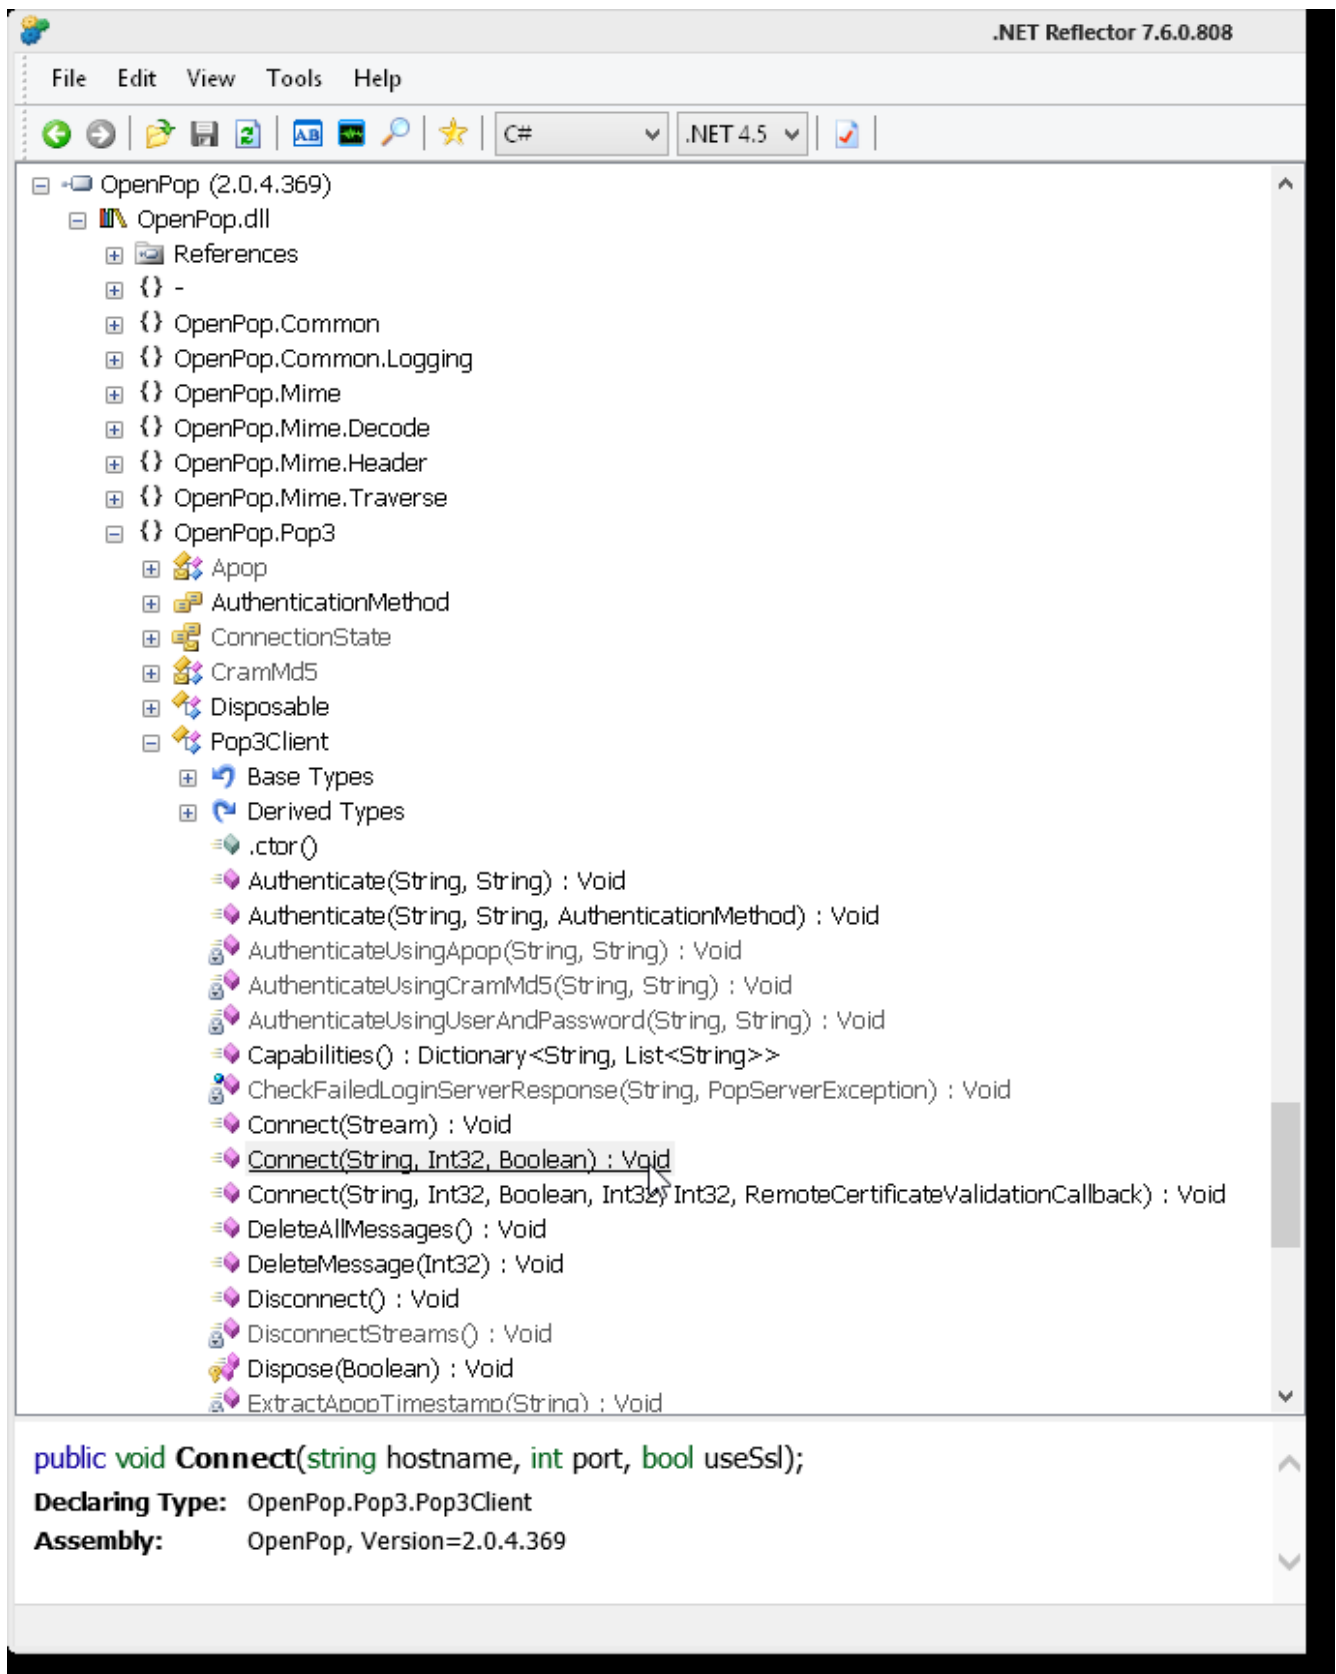 .NET Reflector 7.6.0.808
File Edit View Tools Help
AB C# .NET 4.5
OpenPop (2.0.4.369)
OpenPop.dll
References
{} -
{} OpenPop.Common
{} OpenPop.Common.Logging
{} OpenPop.Mime
{} OpenPop.Mime.Decode
{} OpenPop.Mime.Header
{} OpenPop.Mime.Traverse
{} OpenPop.Pop3
Apop
AuthenticationMethod
ConnectionState
CramMd5
Disposable
Pop3Client
Base Types
Derived Types
.ctor()
Authenticate(String, String) : Void
Authenticate(String, String, AuthenticationMethod) : Void
AuthenticateUsingApop(String, String) : Void
AuthenticateUsingCramMd5(String, String) : Void
AuthenticateUsingUserAndPassword(String, String) : Void
Capabilities() : Dictionary<String, List<String>>
CheckFailedLoginServerResponse(String, PopServerException) : Void
Connect(Stream) : Void
Connect(String, Int32, Boolean) : Void
Connect(String, Int32, Boolean, Int32, Int32, RemoteCertificateValidationCallback) : Void
DeleteAllMessages() : Void
DeleteMessage(Int32) : Void
Disconnect() : Void
DisconnectStreams() : Void
Dispose(Boolean) : Void
ExtractApopTimestamp(String) : Void
public void Connect(string hostname, int port, bool useSsl);
Declaring Type: OpenPop.Pop3.Pop3Client
Assembly: OpenPop, Version=2.0.4.369